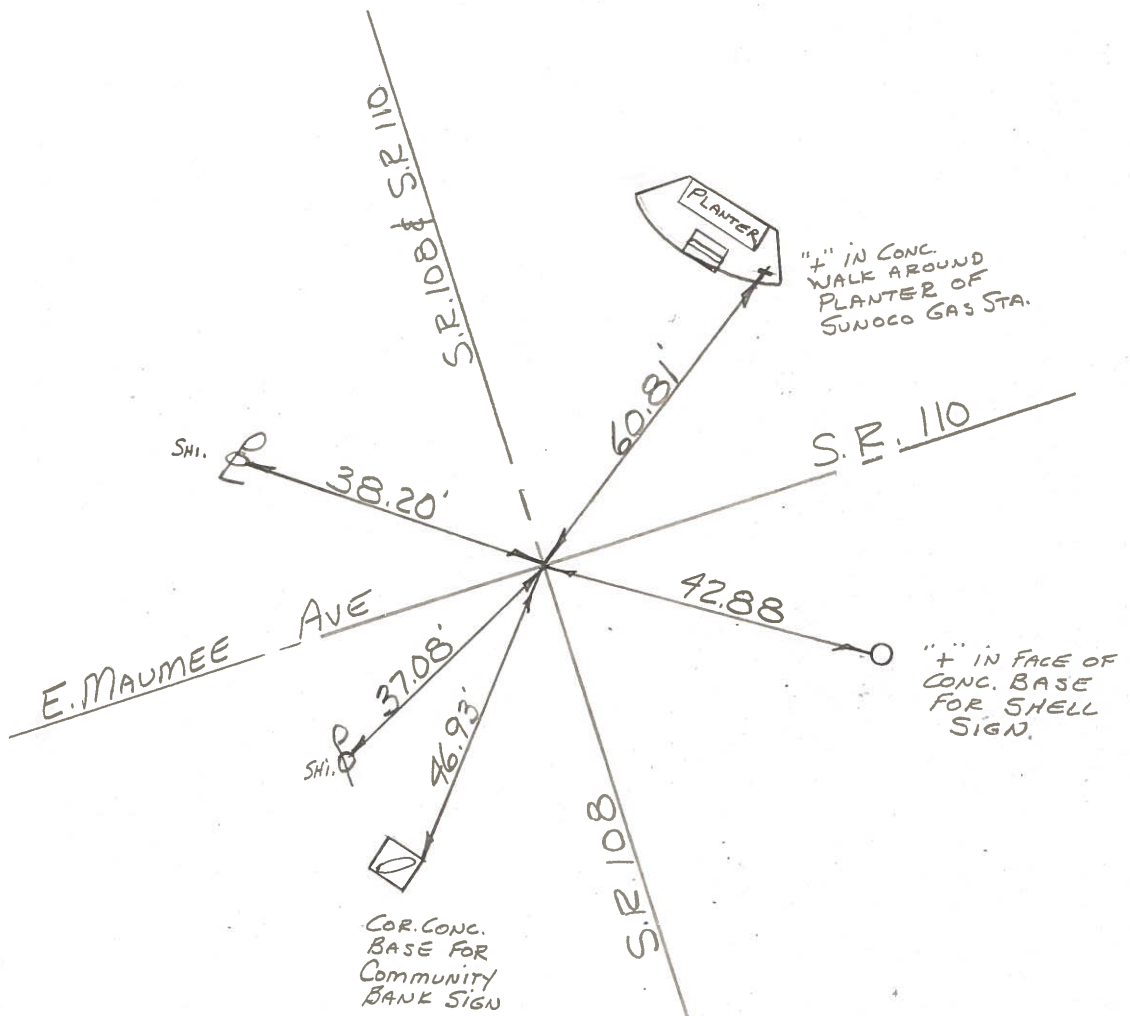 S.R. 108 & S.R 110
PLANTER
"+" IN CONC.
WALK AROUND
PLANTER OF
SUNOCO GAS STA.
60.81'
S.R. 110
SHI.
38.20'
42.88
"+" IN FACE OF
CONC. BASE
FOR SHELL
SIGN.
E. MAUMEE AVE
37.08'
SHI.
46.93'
S.R 108
COR. CONC.
BASE FOR
COMMUNITY
BANK SIGN